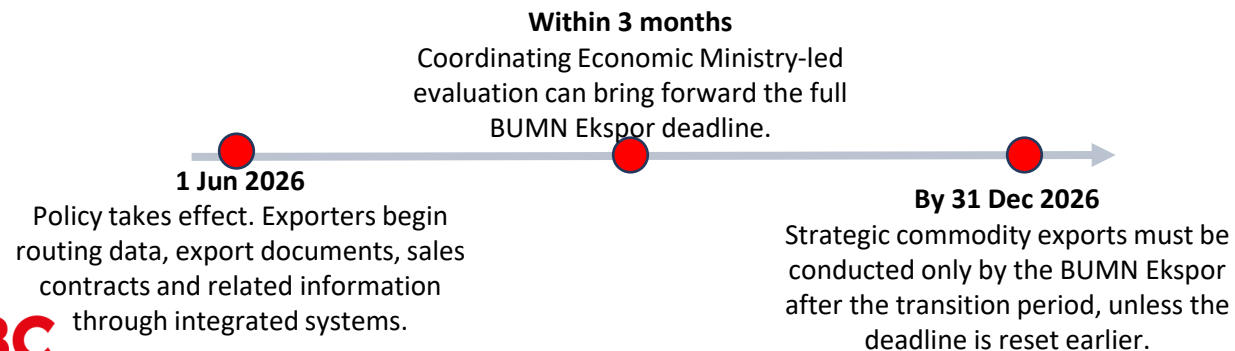 Within 3 months
Coordinating Economic Ministry-led
evaluation can bring forward the full
BUMN Ekspor deadline.
1 Jun 2026
Policy takes effect. Exporters begin
routing data, export documents, sales
contracts and related information
through integrated systems.
By 31 Dec 2026
Strategic commodity exports must be
conducted only by the BUMN Ekspor
after the transition period, unless the
deadline is reset earlier.